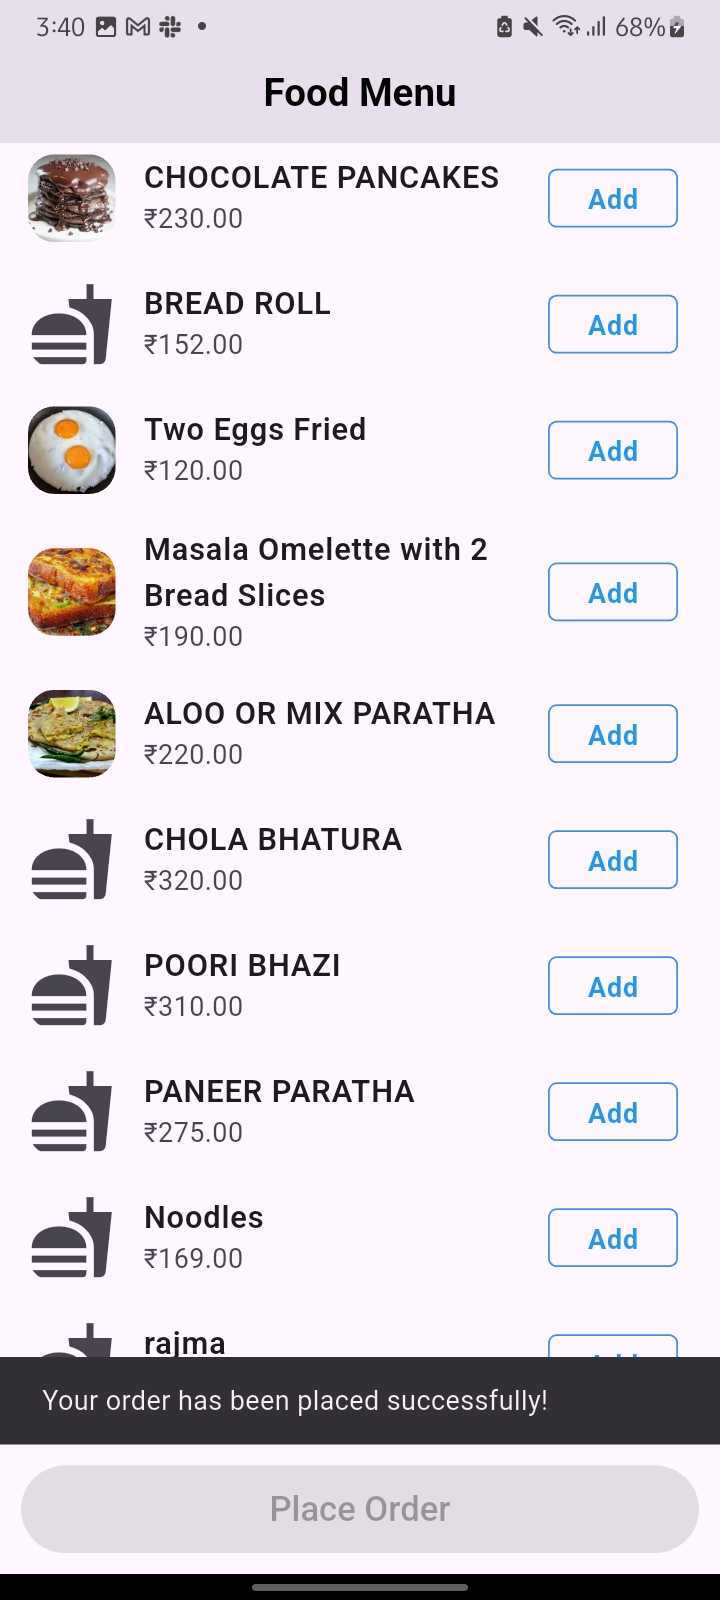 3:40
68%
Food Menu
CHOCOLATE PANCAKES
₹230.00
Add
BREAD ROLL
₹152.00
Add
Two Eggs Fried
₹120.00
Add
Masala Omelette with 2
Bread Slices
₹190.00
Add
ALOO OR MIX PARATHA
₹220.00
Add
CHOLA BHATURA
₹320.00
Add
POORI BHAZI
₹310.00
Add
PANEER PARATHA
₹275.00
Add
Noodles
₹169.00
Add
rajma
Your order has been placed successfully!
Place Order